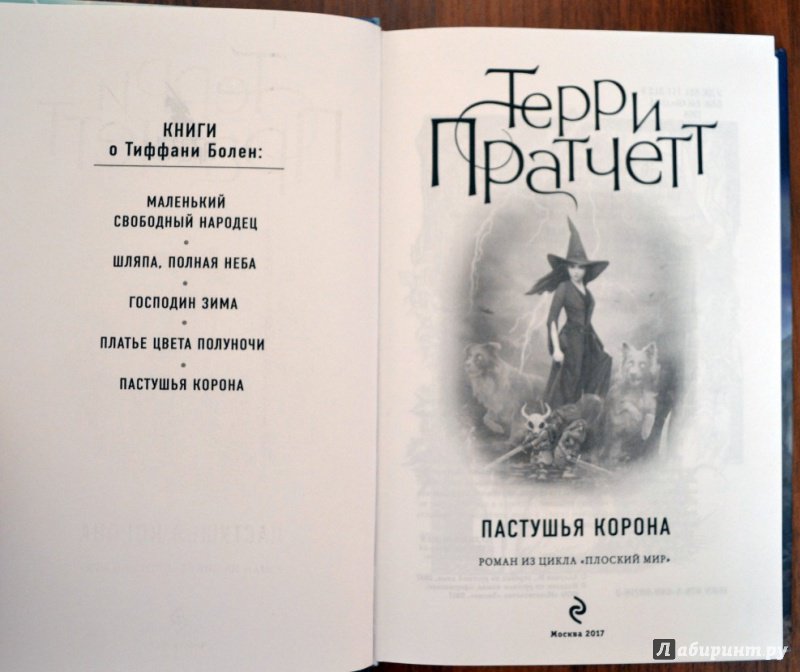 КНИГИ
о Тиффани Болен:
МАЛЕНЬКИЙ
СВОБОДНЫЙ НАРОДЕЦ
ШЛЯПА, ПОЛНАЯ НЕБА
ГОСПОДИН ЗИМА
ПЛАТЬЕ ЦВЕТА ПОЛУНОЧИ
ПАСТУШЬЯ КОРОНА
Терри
Пратчетт
ПАСТУШЬЯ КОРОНА
РОМАН ИЗ ЦИКЛА «ПЛОСКИЙ МИР»
Москва 2017
Лабиринт.ру